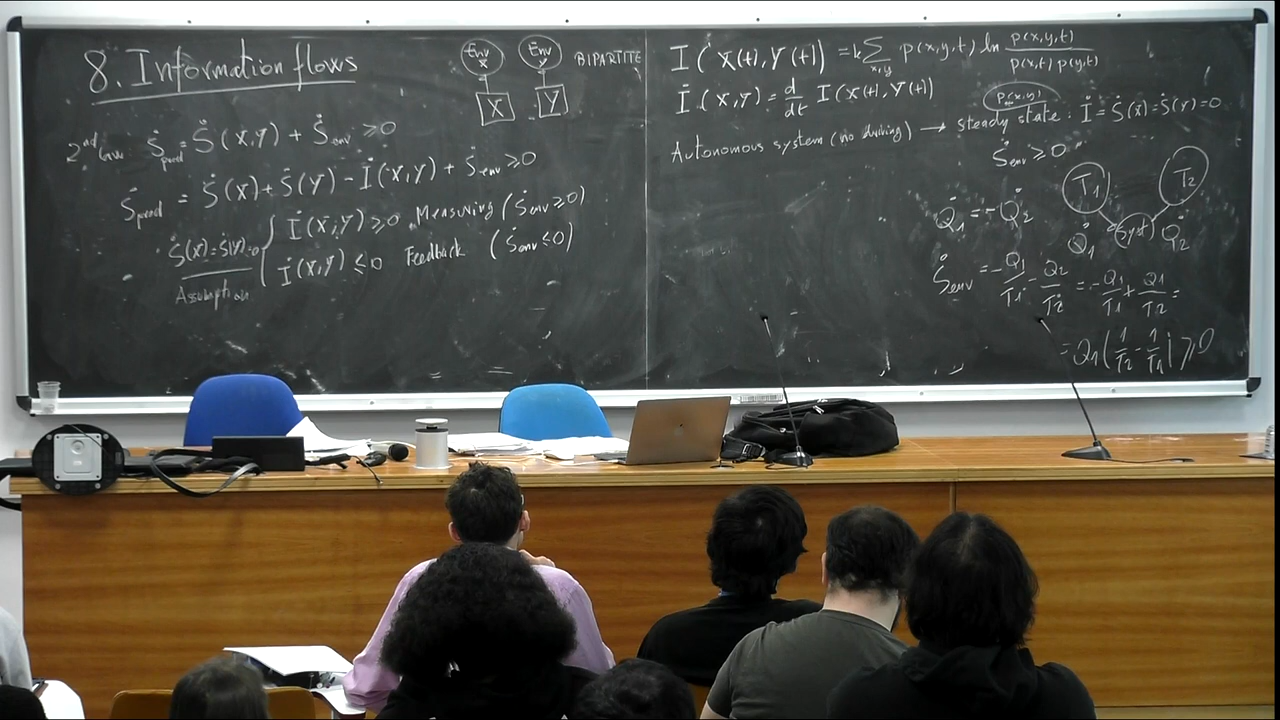 8. Information flows
Env X
Env Y
BIPARTITE
X
Y
2nd law Ṡprod = Ṡ(X,Y) + Ṡenv ≥0
Ṡprod = Ṡ(X) + Ṡ(Y) - İ(X,Y) + Ṡenv ≥0
Ṡ(X)=Ṡ(Y)=0
Assumption
İ(X,Y) ≥0 Measuring (Ṡenv ≥0)
İ(X,Y) ≤0 Feedback (Ṡenv ≤0)
I(X(t),Y(t)) = k∑x,y p(x,y,t) ln p(x,y,t) / p(x,t) p(y,t)
İ(X,Y) = d/dt I(X(t),Y(t))
p(x,y)
Autonomous system (no driving) → steady state: İ = Ṡ(X)=Ṡ(Y)=0
Ṡenv ≥0
T1
T2
Q̇1 = -Q̇2
Q̇1
Syst
Q̇2
Ṡenv = - Q̇1/T1 - Q̇2/T2 = - Q̇1/T1 + Q̇1/T2 =
= Q̇1 (1/T2 - 1/T1) ≥0